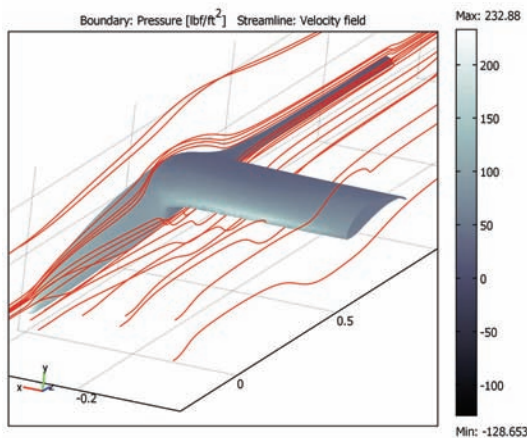 Boundary: Pressure [lbf/ft²] Streamline: Velocity field
Max: 232.88
200
150
100
50
0
-50
-100
Min: -128.653
0.5
0
-0.2
y
x
z